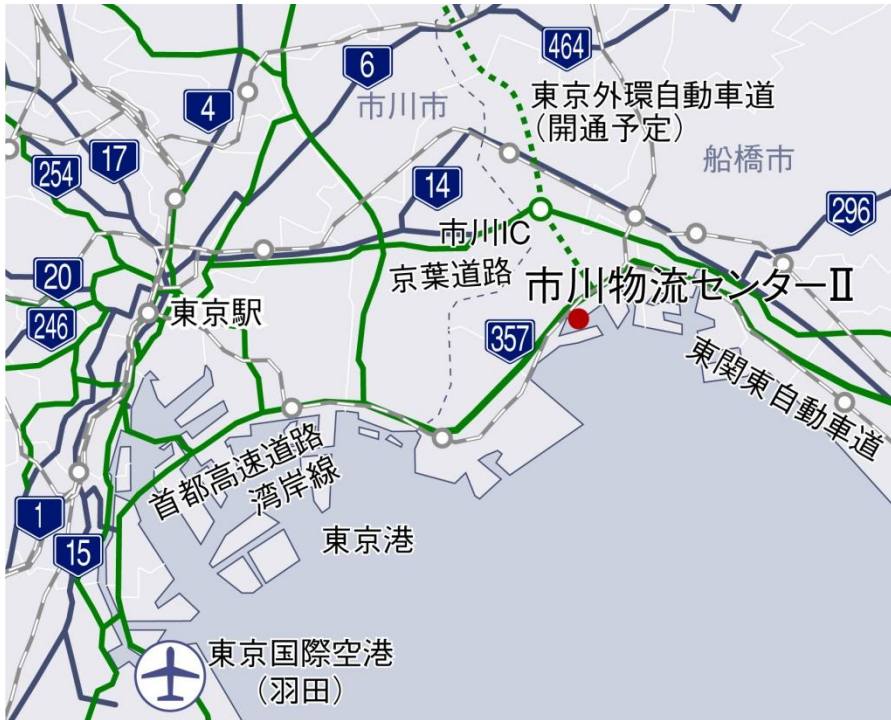 464
6
東京外環自動車道
（開通予定）
4
市川市
17
船橋市
254
14
296
市川IC
京葉道路
20
市川物流センターⅡ
東京駅
246
357
東関東自動車道
首都高速道路
湾岸線
1
東京港
15
東京国際空港
（羽田）